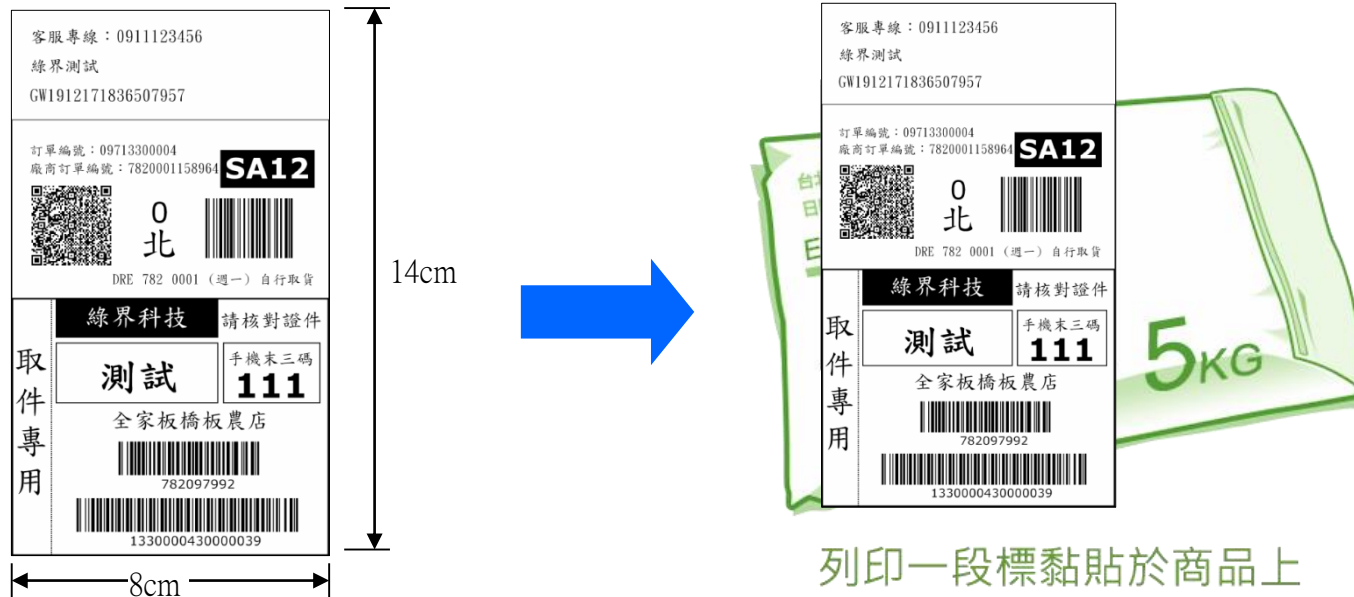 客服專線：0911123456
綠界測試
GW1912171836507957
訂單編號：09713300004
廠商訂單編號：7820001158964
SA12
0
北
DRE 782 0001 (週一) 自行取貨
綠界科技
請核對證件
取件專用
測試
手機末三碼
111
全家板橋板農店
782097992
1330000430000039
14cm
8cm
客服專線：0911123456
綠界測試
GW1912171836507957
訂單編號：09713300004
廠商訂單編號：7820001158964
SA12
0
北
DRE 782 0001 (週一) 自行取貨
綠界科技
請核對證件
取件專用
測試
手機末三碼
111
全家板橋板農店
782097992
1330000430000039
5KG
列印一段標黏貼於商品上